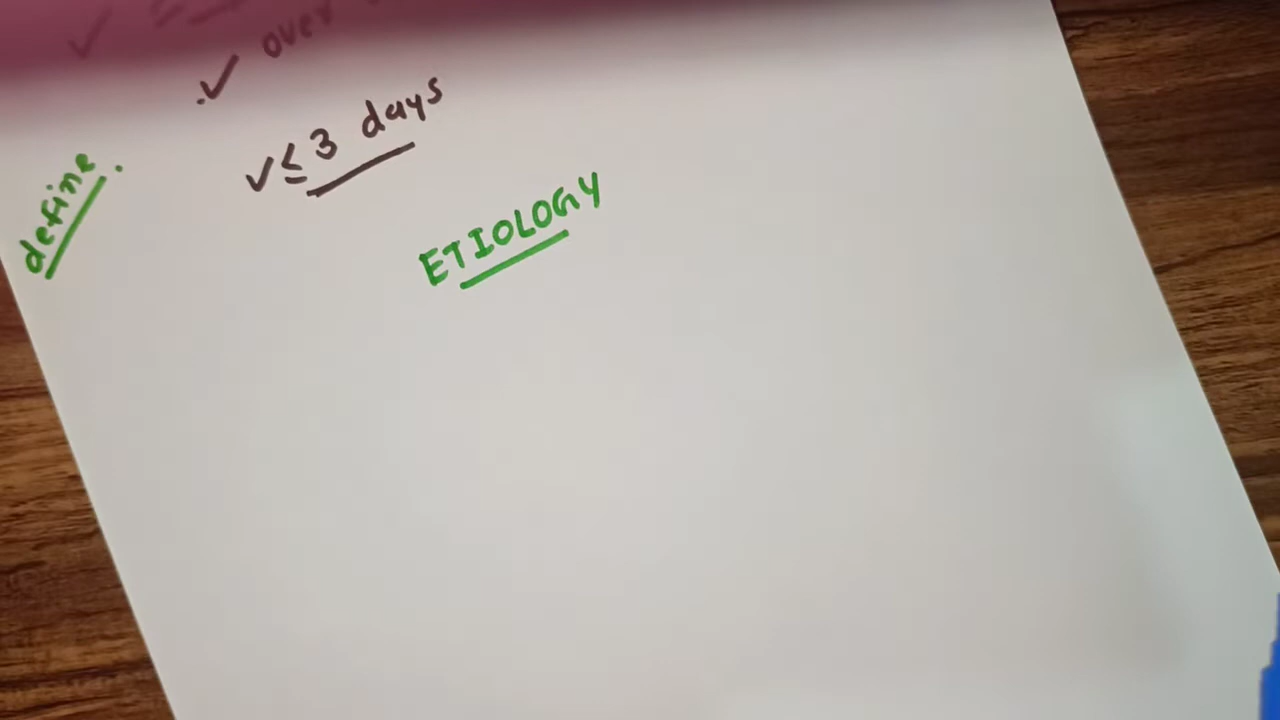 ✓ over
✓ ≤ 3 days
define.
ETIOLOGY